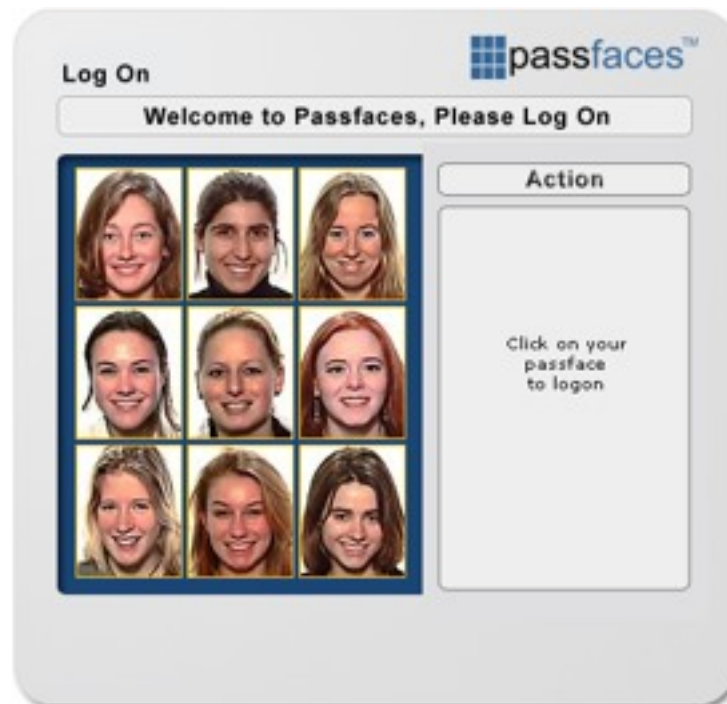 passfaces™
Log On
Welcome to Passfaces, Please Log On
Action
Click on your
passface
to logon